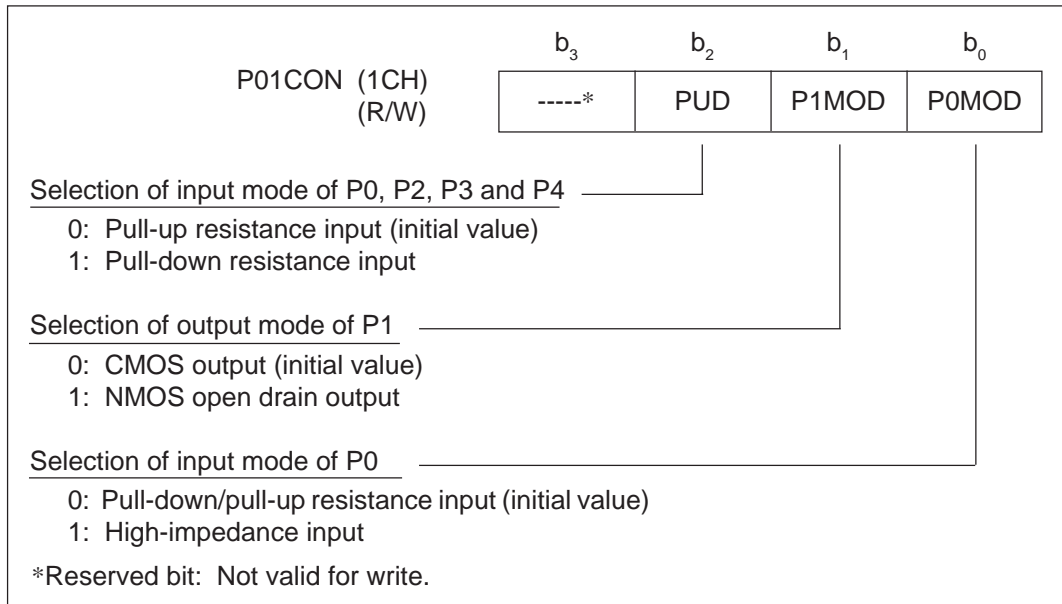 b3 b2 b1 b0
P01CON (1CH)
(R/W)
-----* PUD P1MOD P0MOD
Selection of input mode of P0, P2, P3 and P4
0: Pull-up resistance input (initial value)
1: Pull-down resistance input
Selection of output mode of P1
0: CMOS output (initial value)
1: NMOS open drain output
Selection of input mode of P0
0: Pull-down/pull-up resistance input (initial value)
1: High-impedance input
*Reserved bit: Not valid for write.